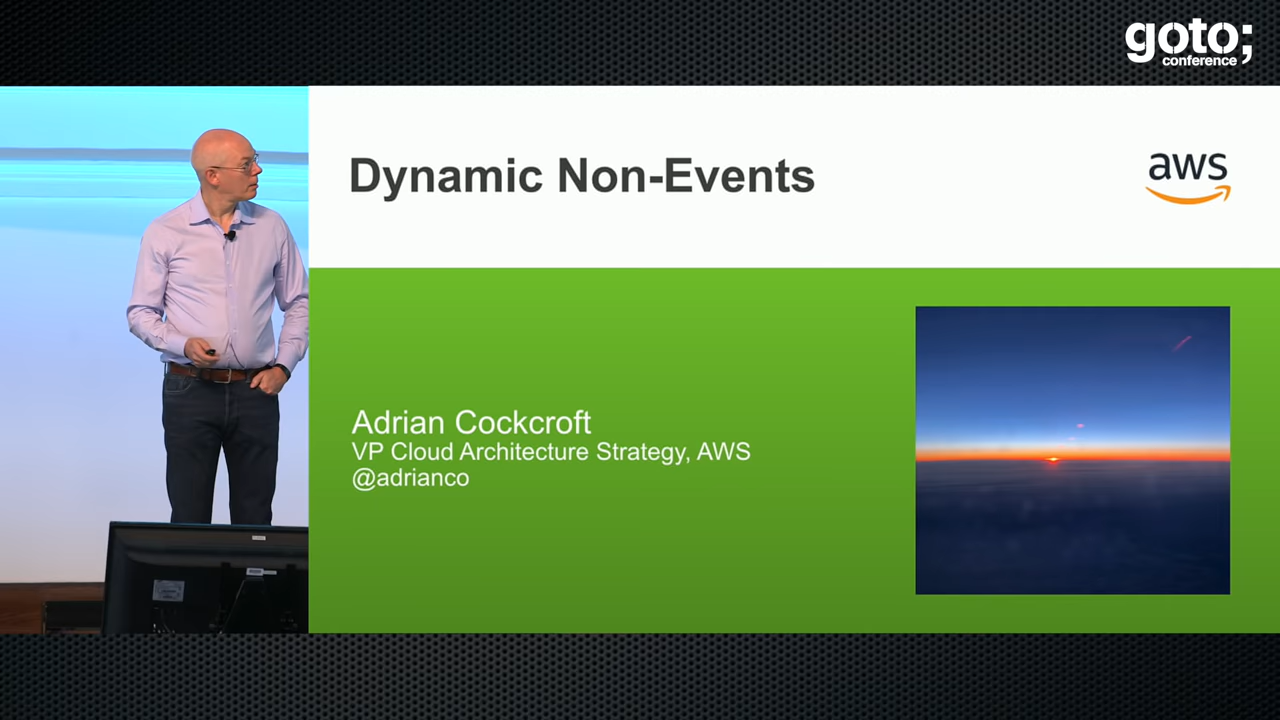 goto;
conference
Dynamic Non-Events
aws
Adrian Cockcroft
VP Cloud Architecture Strategy, AWS
@adrianco